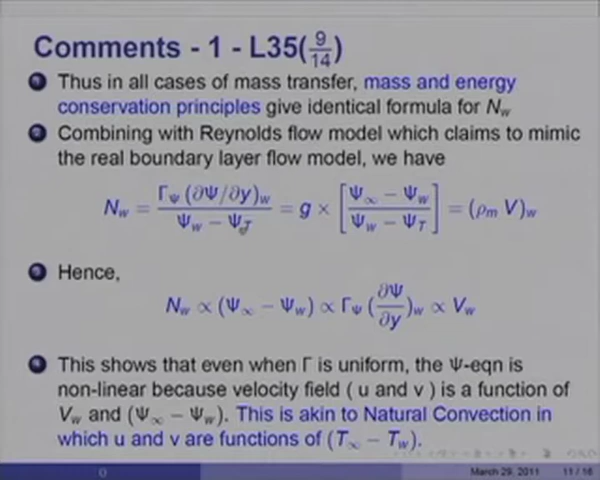 Comments - 1 - L35(9/14)
1 Thus in all cases of mass transfer, mass and energy
conservation principles give identical formula for N_w
2 Combining with Reynolds flow model which claims to mimic
the real boundary layer flow model, we have
N_w = Γ_Ψ (∂Ψ/∂y)_w / (Ψ_w − Ψ_T) = g × [(Ψ_∞ − Ψ_w) / (Ψ_w − Ψ_T)] = (ρ_m V)_w
Hence,
N_w ∝ (Ψ_∞ − Ψ_w) ∝ Γ_Ψ (∂Ψ/∂y)_w ∝ V_w
This shows that even when Γ is uniform, the Ψ-eqn is
non-linear because velocity field ( u and v ) is a function of
V_w and (Ψ_∞ − Ψ_w). This is akin to Natural Convection in
which u and v are functions of (T_∞ − T_w).
() March 29, 2011 11 / 16